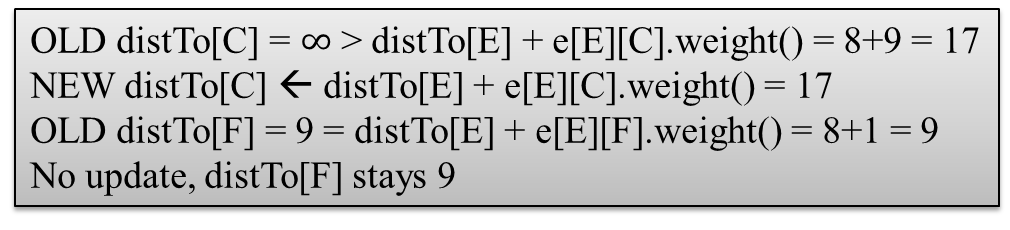 OLD distTo[C] = ∞ > distTo[E] + e[E][C].weight() = 8+9 = 17
NEW distTo[C] ← distTo[E] + e[E][C].weight() = 17
OLD distTo[F] = 9 = distTo[E] + e[E][F].weight() = 8+1 = 9
No update, distTo[F] stays 9